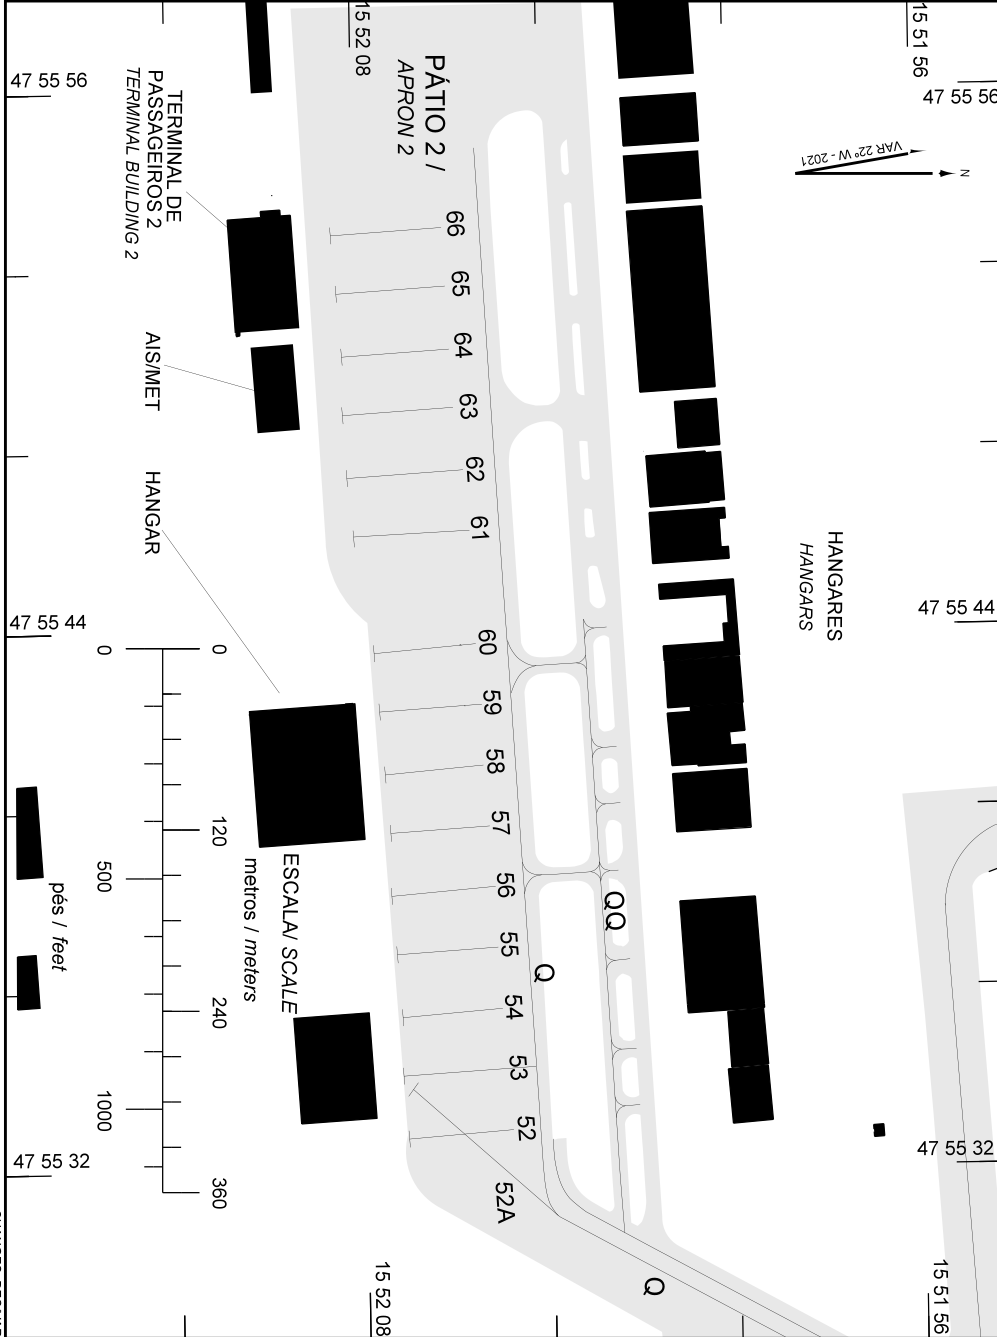 15 52 08
15 51 56
47 55 56
47 55 56
VAR 22° W - 2021
N
PÁTIO 2 /
APRON 2
TERMINAL DE
PASSAGEIROS 2
TERMINAL BUILDING 2
AIS/MET
HANGAR
66
65
64
63
62
61
60
59
58
57
56
55
54
53
52
52A
HANGARES
HANGARS
47 55 44
47 55 44
QQ
Q
Q
ESCALA/ SCALE
metros / meters
0
120
240
360
0
500
1000
pés / feet
47 55 32
47 55 32
15 52 08
15 51 56